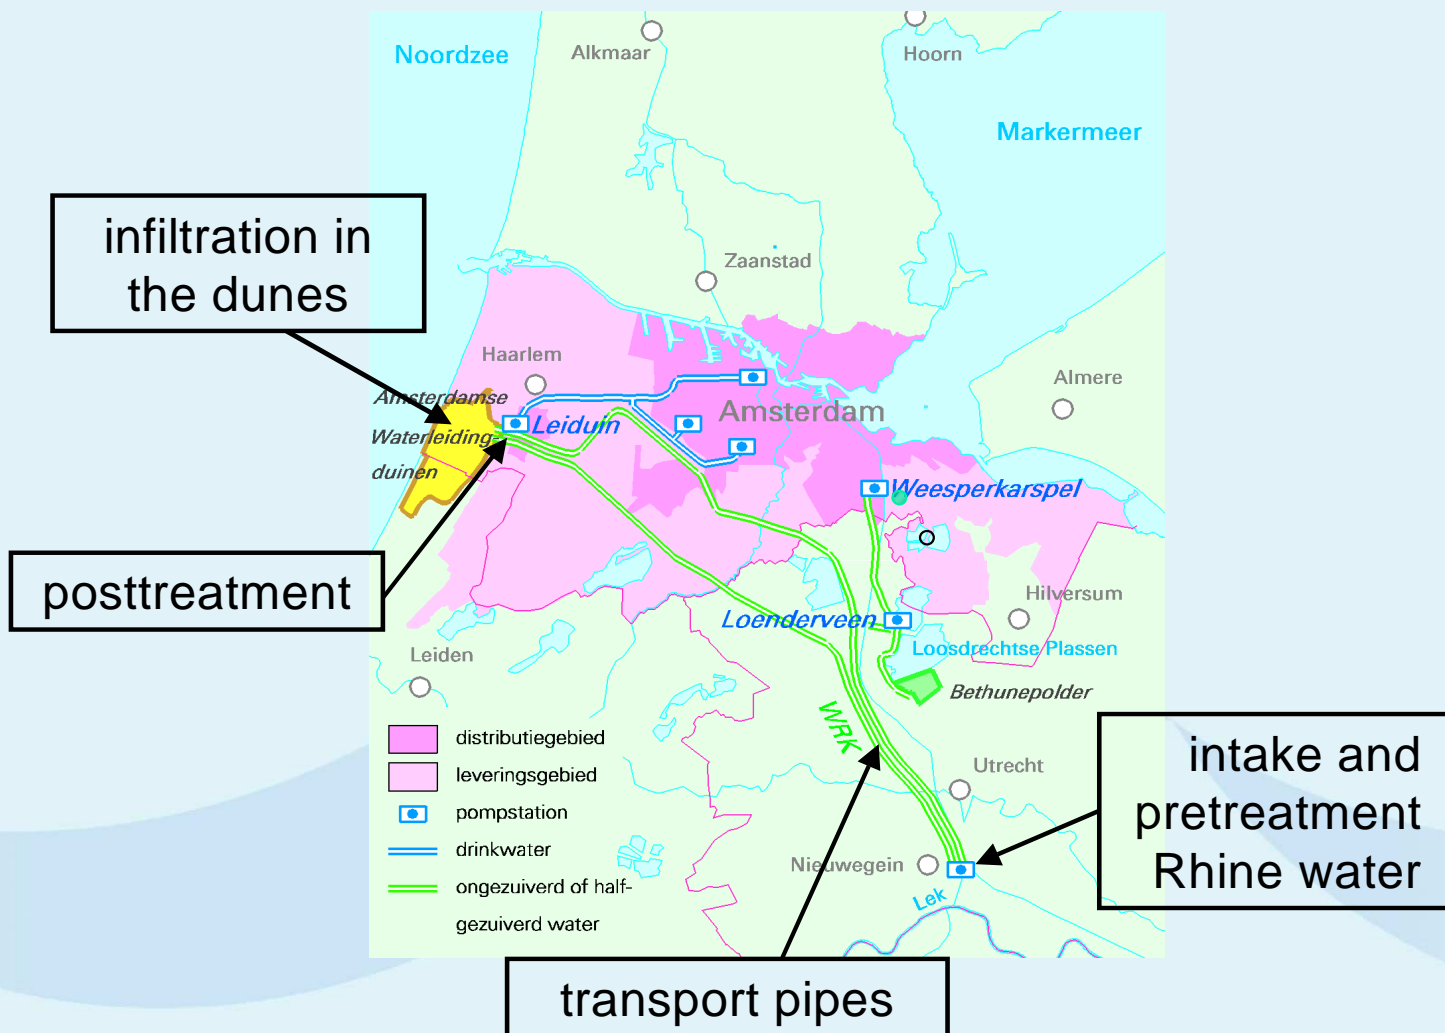 Noordzee
Alkmaar
Hoorn
Markermeer
infiltration in
the dunes
Zaanstad
Haarlem
Almere
Amsterdamse
Waterleiding-
duinen
Leiduin
Amsterdam
Weesperkarspel
posttreatment
Hilversum
Loenderveen
Loosdrechtse Plassen
Leiden
Bethunepolder
WRK
distributiegebied
leveringsgebied
pompstation
drinkwater
ongezuiverd of half-
gezuiverd water
Utrecht
intake and
pretreatment
Rhine water
Nieuwegein
Lek
transport pipes